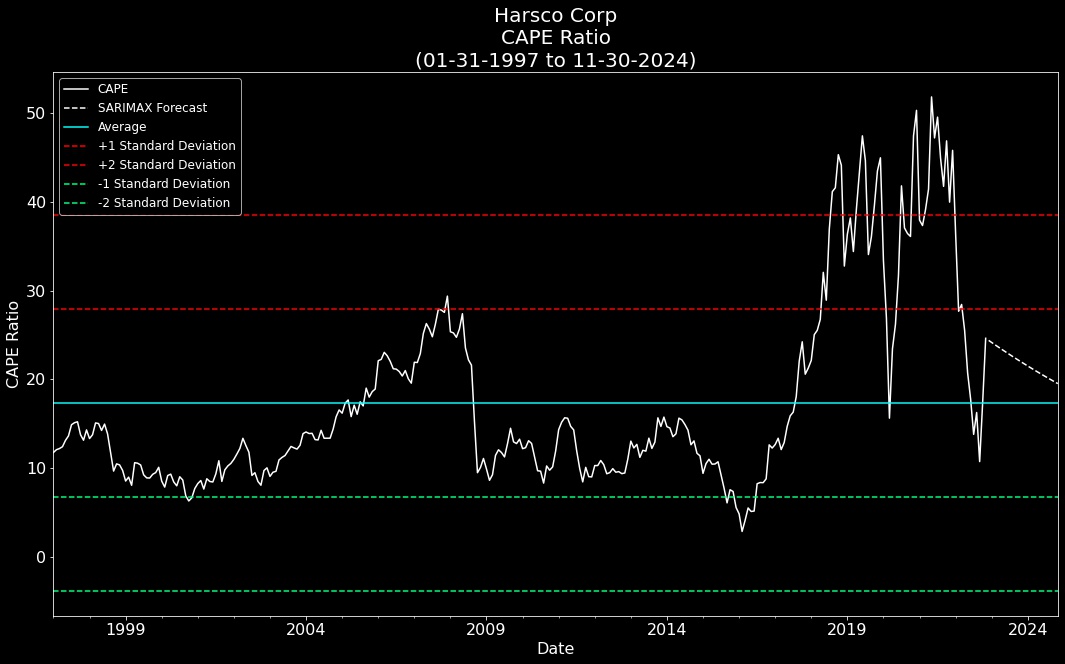 Harsco Corp
CAPE Ratio
(01-31-1997 to 11-30-2024)
CAPE
SARIMAX Forecast
Average
+1 Standard Deviation
+2 Standard Deviation
-1 Standard Deviation
-2 Standard Deviation
CAPE Ratio
50
40
30
20
10
0
1999
2004
2009
2014
2019
2024
Date